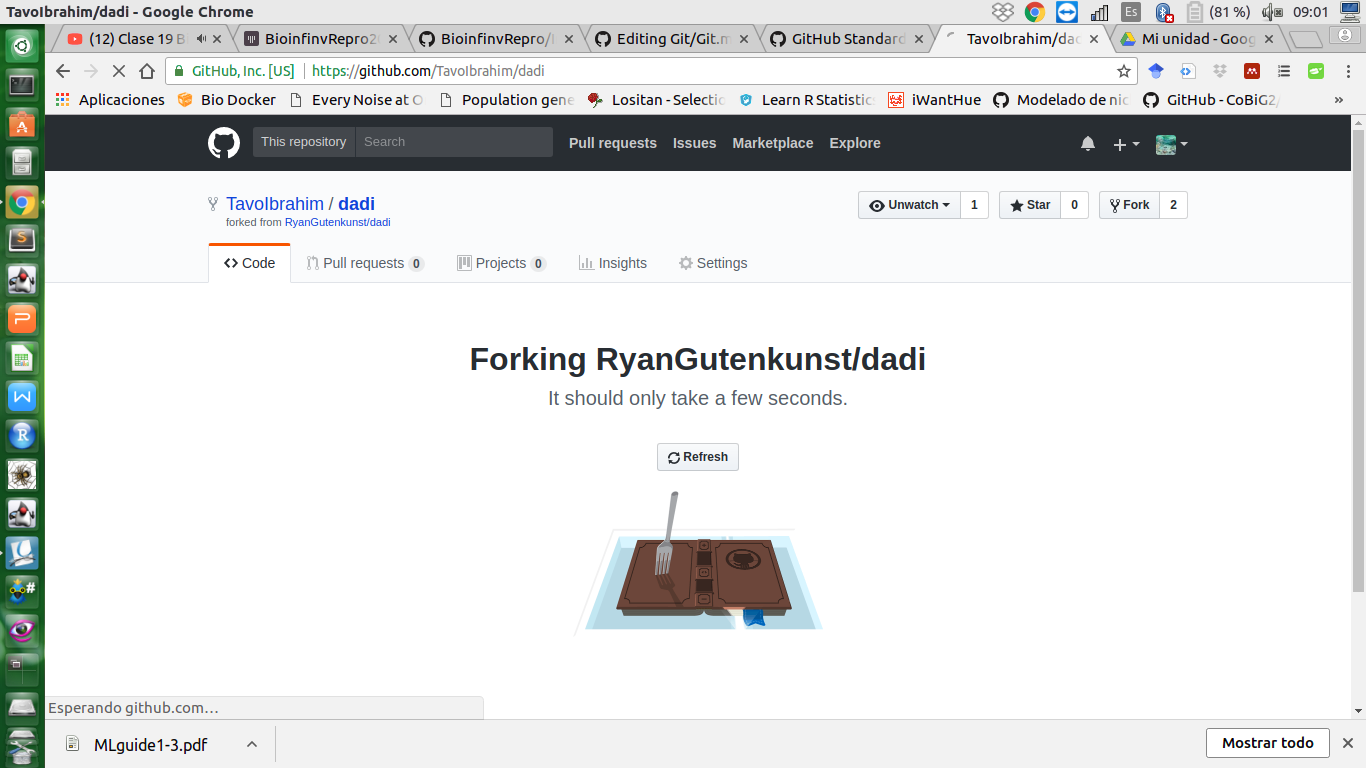 TavoIbrahim/dadi - Google Chrome
Es (81 %) 09:01
(12) Clase 19 B
BioinfinvRepro20
BioinfinvRepro/
Editing Git/Git.m
GitHub Standard
TavoIbrahim/dad
Mi unidad - Goog
GitHub, Inc. [US] https://github.com/TavoIbrahim/dadi
Aplicaciones Bio Docker Every Noise at O Population gene Lositan - Selectio Learn R Statistics iWantHue Modelado de nic GitHub - CoBiG2/ »
This repository Search Pull requests Issues Marketplace Explore
TavoIbrahim / dadi Unwatch 1 Star 0 Fork 2
forked from RyanGutenkunst/dadi
Code Pull requests 0 Projects 0 Insights Settings
Forking RyanGutenkunst/dadi
It should only take a few seconds.
Refresh
Esperando github.com…
MLguide1-3.pdf Mostrar todo